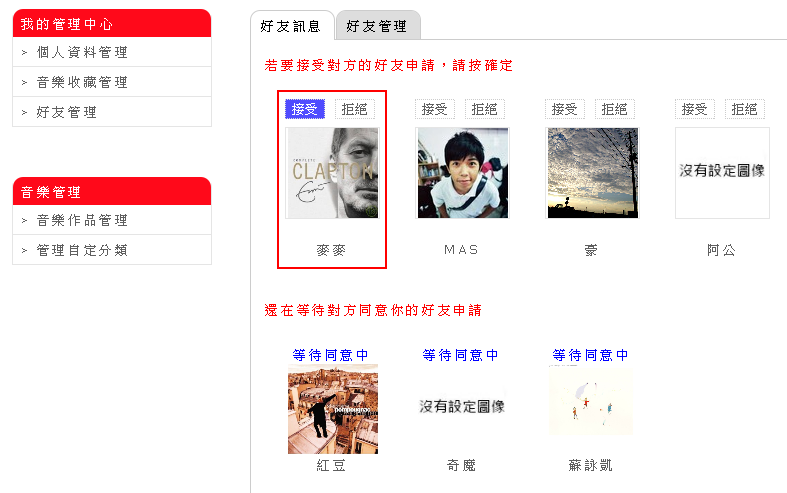 我的管理中心
> 個人資料管理
> 音樂收藏管理
> 好友管理
音樂管理
> 音樂作品管理
> 管理自定分類
好友訊息 好友管理
若要接受對方的好友申請，請按確定
接受 拒絕 接受 拒絕 接受 拒絕 接受 拒絕
COMPLETE
CLAPTON
沒有設定圖像
麥麥 MAS 豪 阿公
還在等待對方同意你的好友申請
等待同意中 等待同意中 等待同意中
pompougnac
沒有設定圖像
紅豆 奇魔 蘇詠凱